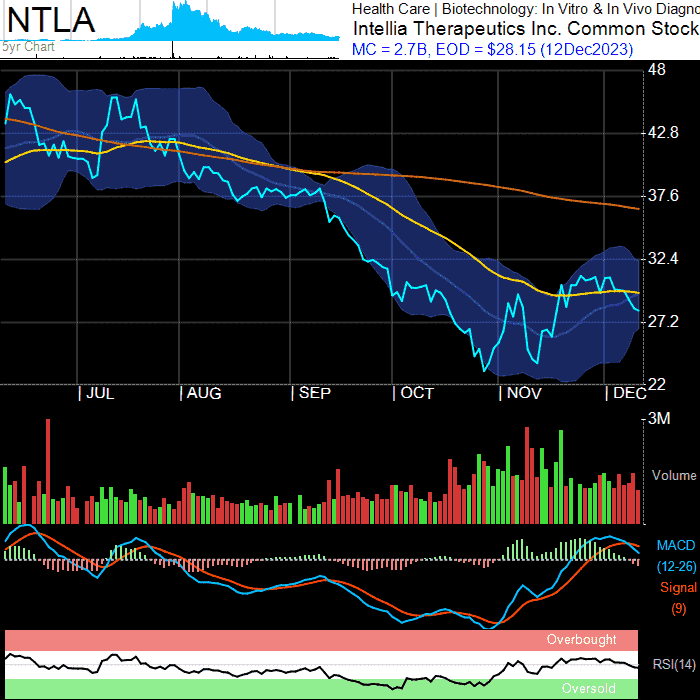 NTLA
5yr Chart
Health Care | Biotechnology: In Vitro & In Vivo Diagno
Intellia Therapeutics Inc. Common Stock
MC = 2.7B, EOD = $28.15 (12Dec2023)
48
42.8
37.6
32.4
27.2
22
| JUL | AUG | SEP | OCT | NOV | DEC
3M
Volume
MACD
(12-26)
Signal
(9)
Overbought
RSI(14)
Oversold